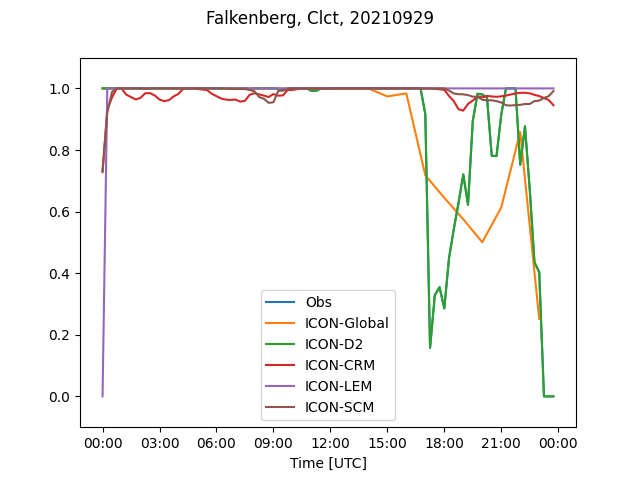 Falkenberg, Clct, 20210929
1.0
0.8
0.6
0.4
0.2
0.0
Obs
ICON-Global
ICON-D2
ICON-CRM
ICON-LEM
ICON-SCM
00:00 03:00 06:00 09:00 12:00 15:00 18:00 21:00 00:00
Time [UTC]